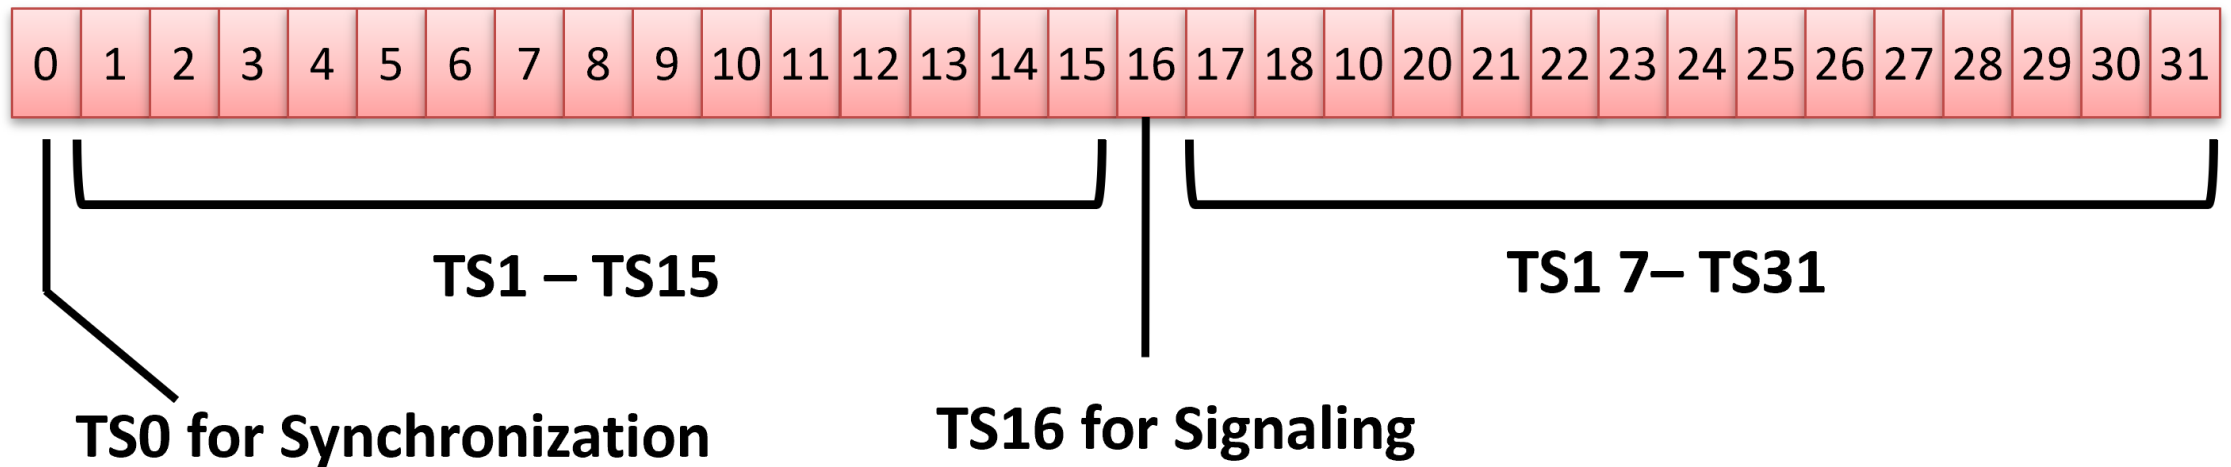 0 1 2 3 4 5 6 7 8 9 10 11 12 13 14 15 16 17 18 10 20 21 22 23 24 25 26 27 28 29 30 31
TS1 – TS15
TS1 7– TS31
TS0 for Synchronization
TS16 for Signaling